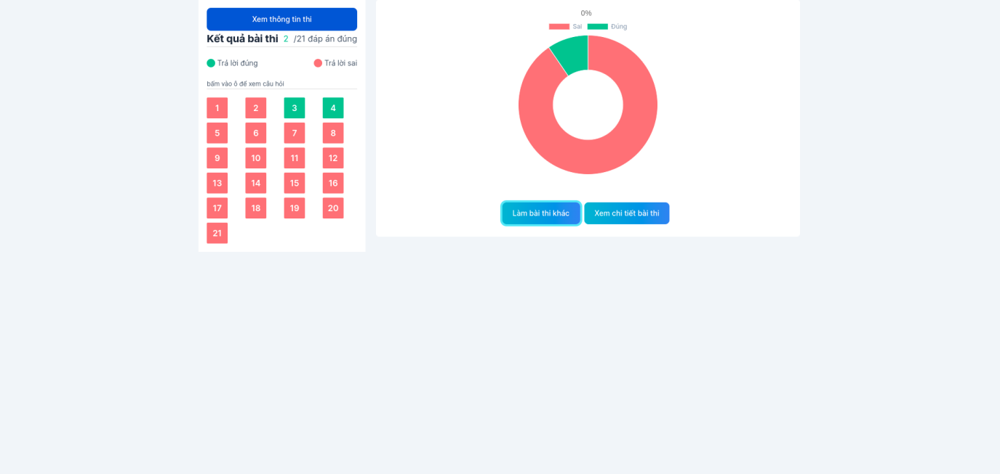 Xem thông tin thi
Kết quả bài thi 2 /21 đáp án đúng
Trả lời đúng Trả lời sai
bấm vào ô để xem câu hỏi
1 2 3 4
5 6 7 8
9 10 11 12
13 14 15 16
17 18 19 20
21
0%
Sai Đúng
Làm bài thi khác Xem chi tiết bài thi